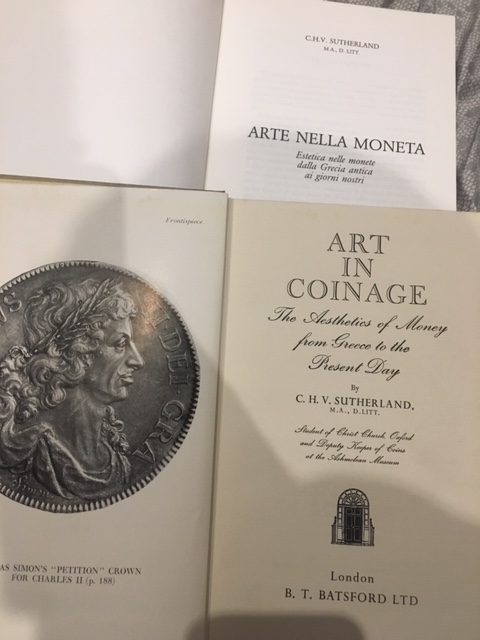 C.H.V. SUTHERLAND
M.A., D. LITT.
ARTE NELLA MONETA
Estetica nelle monete
dalla Grecia antica
ai giorni nostri
Frontispiece
DEI·GRA
AS SIMON'S "PETITION" CROWN
FOR CHARLES II (p. 188)
ART
IN
COINAGE
The Aesthetics of Money
from Greece to the
Present Day
By
C. H. V. SUTHERLAND,
M.A., D.LITT.
Student of Christ Church, Oxford
and Deputy Keeper of Coins
at the Ashmolean Museum
London
B. T. BATSFORD LTD